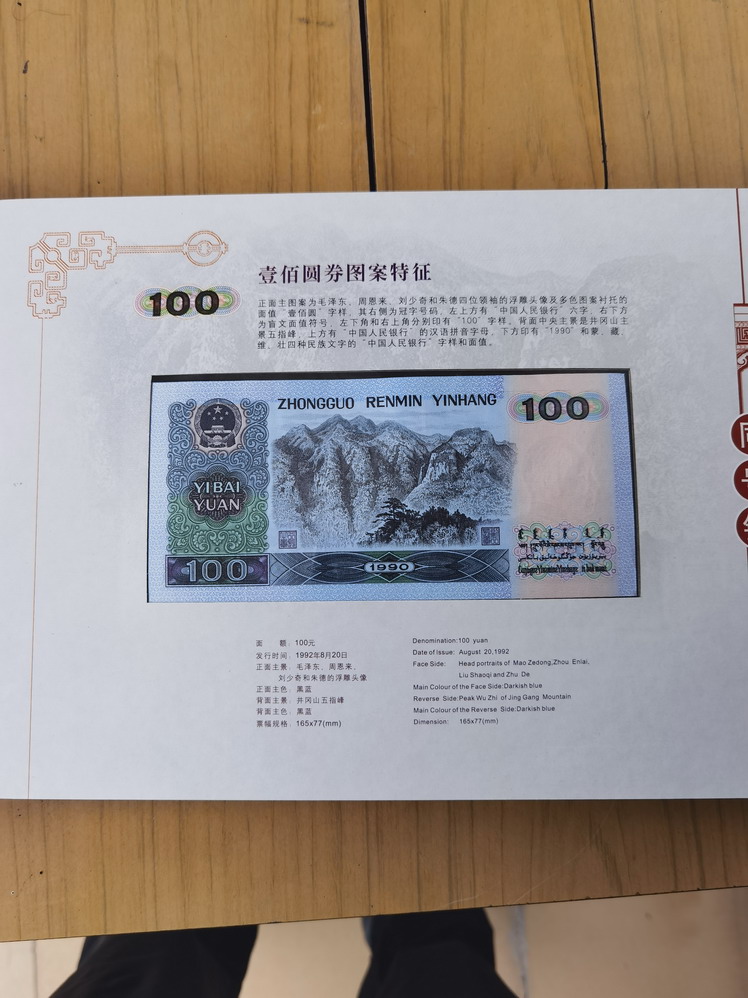 壹佰圆券图案特征
100
正面主图案为毛泽东、周恩来、刘少奇和朱德四位领袖的浮雕头像及多色图案衬托的
面值“壹佰圆”字样，其右侧为冠字号码，左上方有“中国人民银行”六字，右下方
为盲文面值符号，左下角和右上角分别印有“100”字样。背面中央主景是井冈山主
景五指峰，上方有“中国人民银行”的汉语拼音字母，下方印有“1990”和蒙、藏、
维、壮四种民族文字的“中国人民银行”字样和面值。
ZHONGGUO RENMIN YINHANG
100
YIBAI
YUAN
100
1990
面 额：100元
发行时间：1992年8月20日
正面主景：毛泽东、周恩来、
刘少奇和朱德的浮雕头像
正面主色：黑蓝
背面主景：井冈山五指峰
背面主色：黑蓝
票幅规格：165x77(mm)
Denomination:100 yuan
Date of Issue: August 20,1992
Face Side: Head portraits of Mao Zedong,Zhou Enlai,
Liu Shaoqi and Zhu De
Main Colour of the Face Side:Darkish blue
Reverse Side:Peak Wu Zhi of Jing Gang Mountain
Main Colour of the Reverse Side:Darkish blue
Dimension: 165x77(mm)